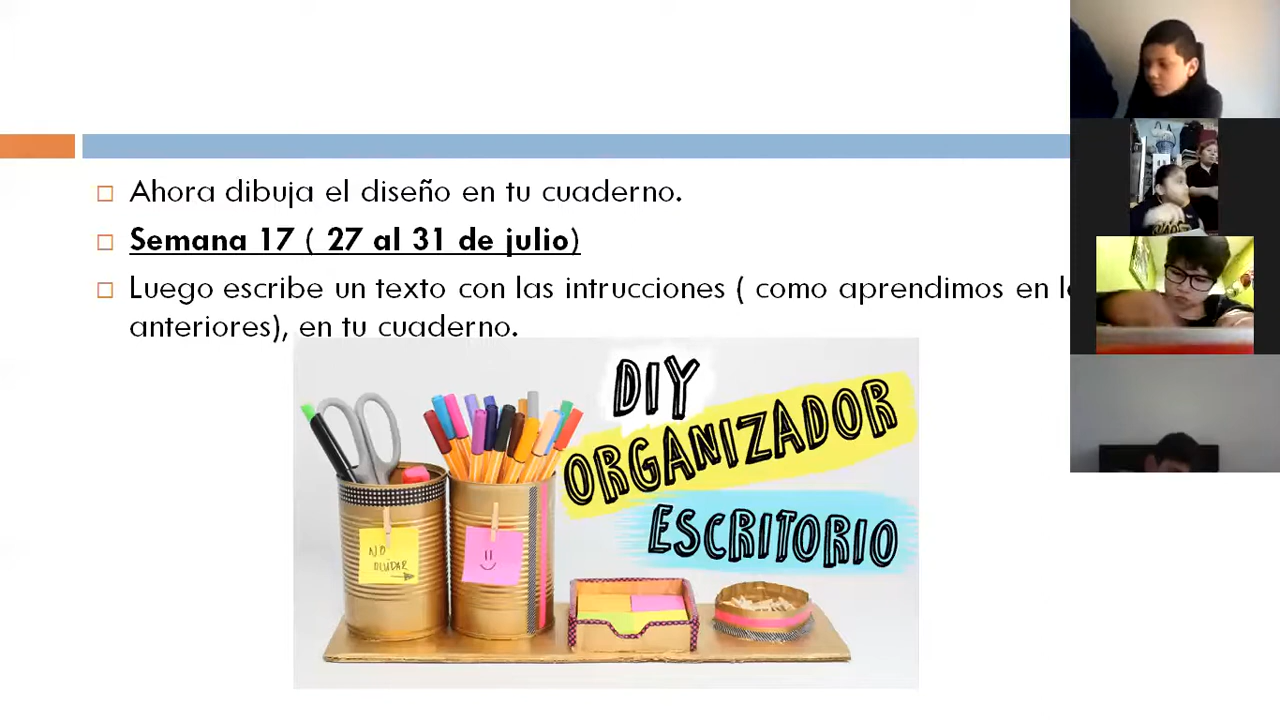 Ahora dibuja el diseño en tu cuaderno.
Semana 17 ( 27 al 31 de julio)
Luego escribe un texto con las intrucciones ( como aprendimos en
anteriores), en tu cuaderno.
DIY
ORGANIZADOR
ESCRITORIO
NO
OLVIDAR